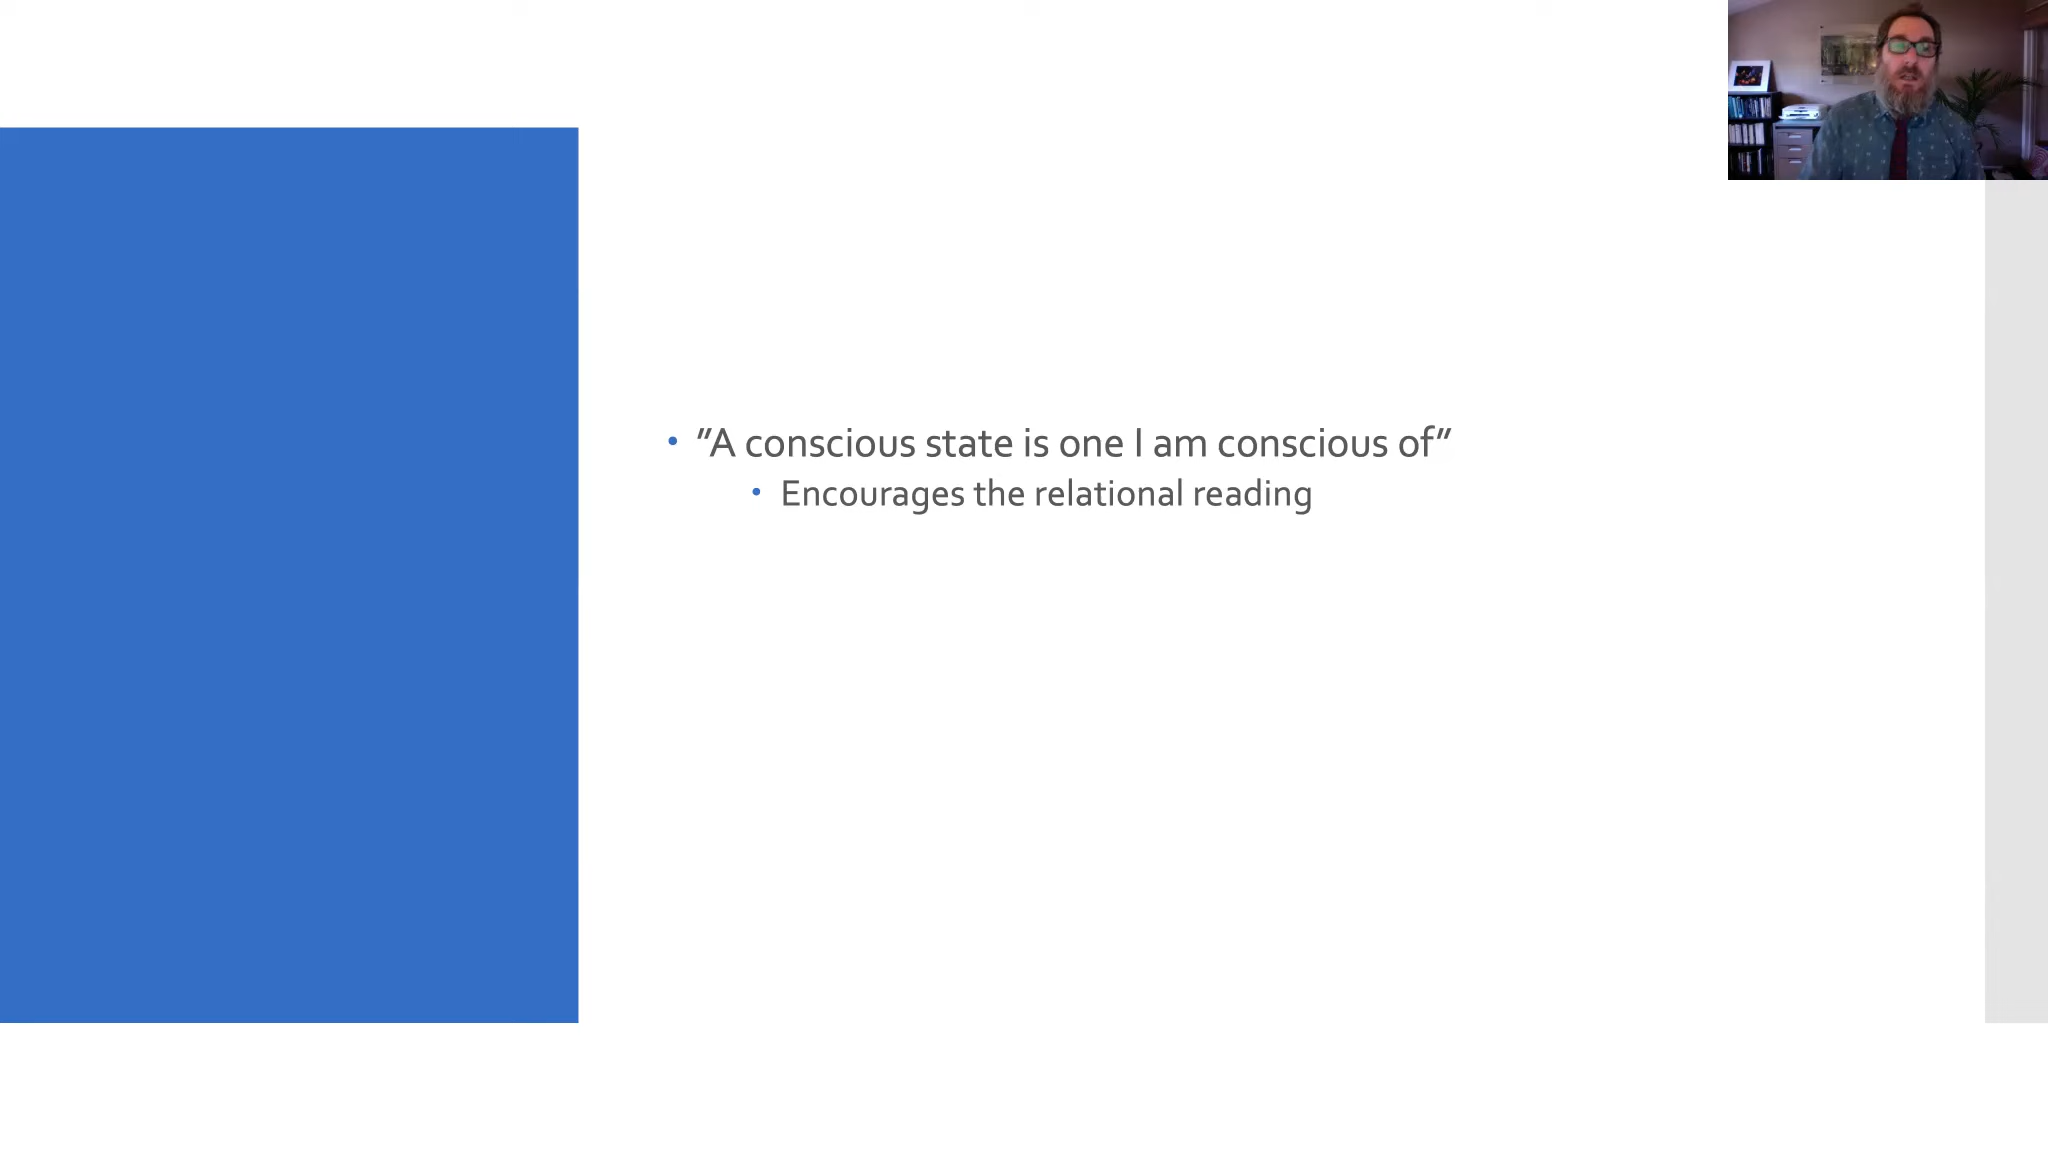 ”A conscious state is one I am conscious of”
Encourages the relational reading